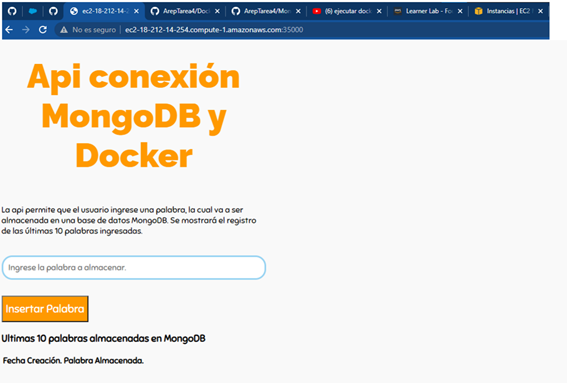 ec2-18-212-14-2
ArepTarea4/Doc
ArepTarea4/Mon
(6) ejecutar dock
Learner Lab - Fo
Instancias | EC2
No es seguro | ec2-18-212-14-254.compute-1.amazonaws.com:35000
Api conexión
MongoDB y
Docker
La api permite que el usuario ingrese una palabra, la cual va a ser
almacenada en una base de datos MongoDB. Se mostrará el registro
de las últimas 10 palabras ingresadas.
Ingrese la palabra a almacenar.
Insertar Palabra
Ultimas 10 palabras almacenadas en MongoDB
Fecha Creación. Palabra Almacenada.